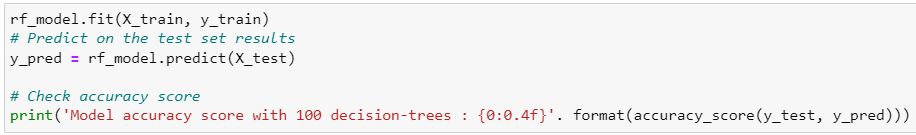 rf_model.fit(X_train, y_train)
# Predict on the test set results
y_pred = rf_model.predict(X_test)
# Check accuracy score
print('Model accuracy score with 100 decision-trees : {0:0.4f}'. format(accuracy_score(y_test, y_pred)))